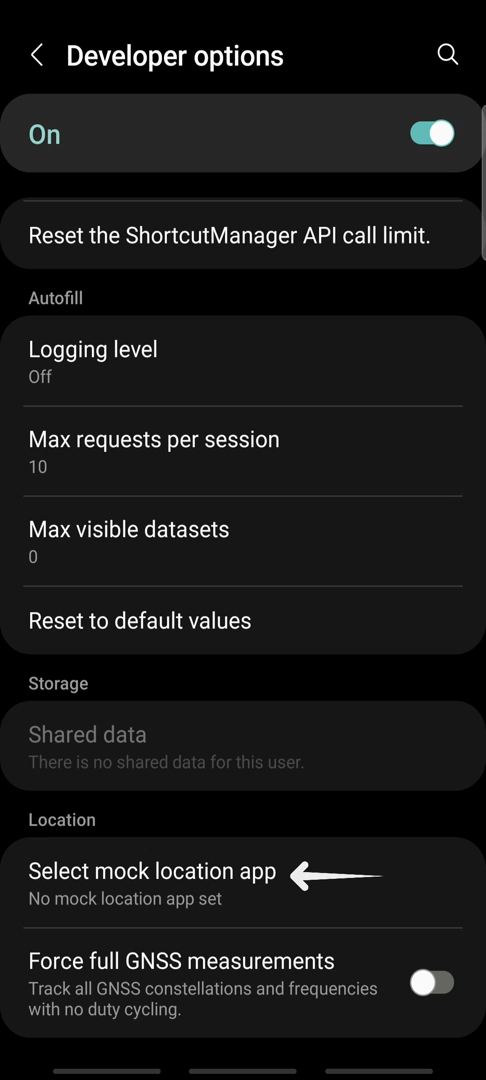 Developer options
On
Reset the ShortcutManager API call limit.
Autofill
Logging level
Off
Max requests per session
10
Max visible datasets
0
Reset to default values
Storage
Shared data
There is no shared data for this user.
Location
Select mock location app
No mock location app set
Force full GNSS measurements
Track all GNSS constellations and frequencies
with no duty cycling.